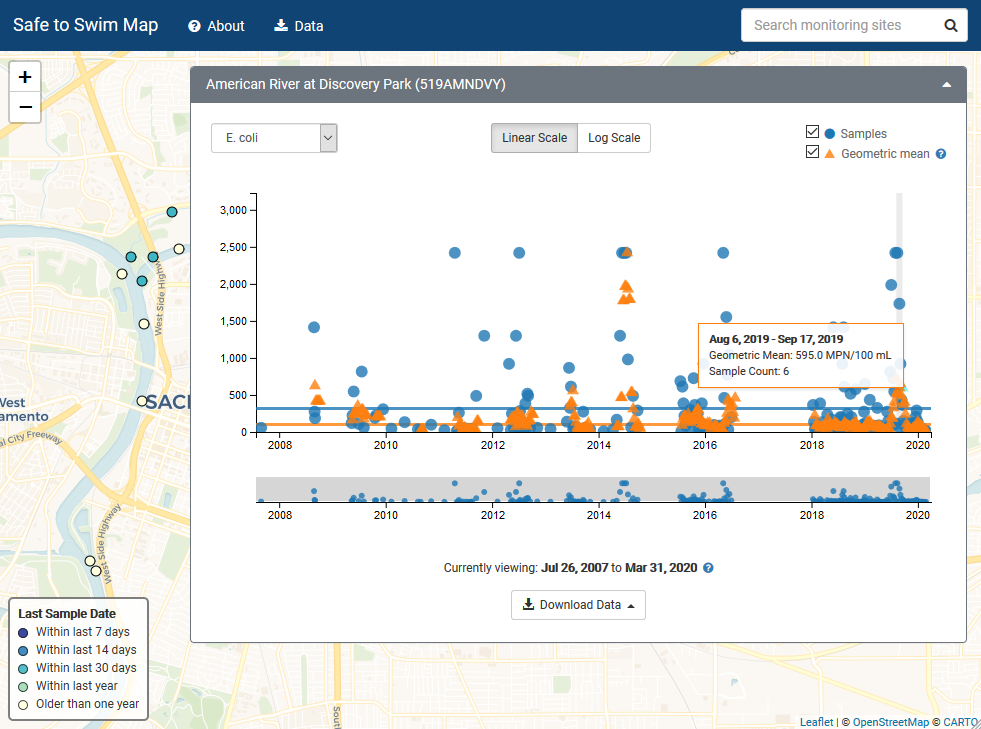 Safe to Swim Map
About
Data
Search monitoring sites
+
−
American River at Discovery Park (519AMNDVY)
E. coli
Linear Scale
Log Scale
Samples
Geometric mean
3,000
2,500
2,000
1,500
1,000
500
0
Aug 6, 2019 - Sep 17, 2019
Geometric Mean: 595.0 MPN/100 mL
Sample Count: 6
2008 2010 2012 2014 2016 2018 2020
2008 2010 2012 2014 2016 2018 2020
Currently viewing: Jul 26, 2007 to Mar 31, 2020
Download Data
West Side Highw
West
amento
SACI
al City Freeway
West Side Highway
Last Sample Date
Within last 7 days
Within last 14 days
Within last 30 days
Within last year
Older than one year
South
Leaflet | © OpenStreetMap © CARTO